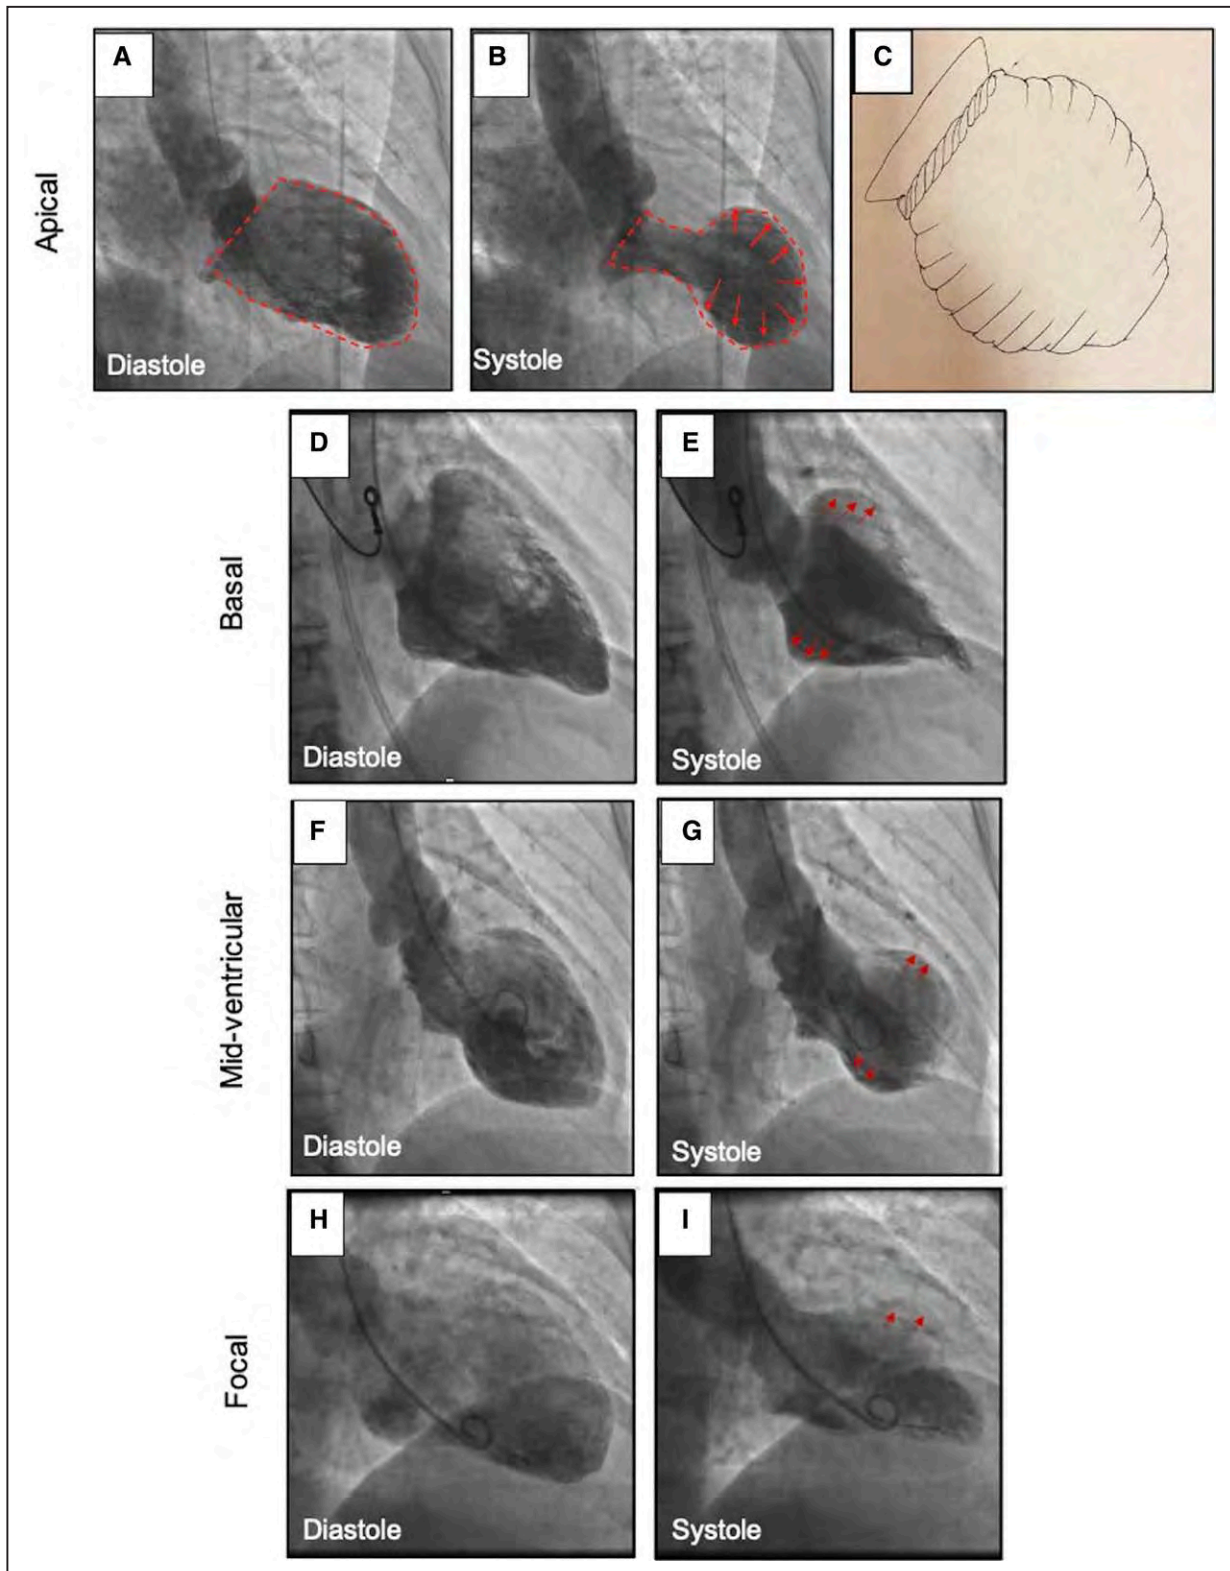 A
B
C
Apical
Diastole
Systole
D
E
Basal
Diastole
Systole
F
G
Mid-ventricular
Diastole
Systole
H
I
Focal
Diastole
Systole